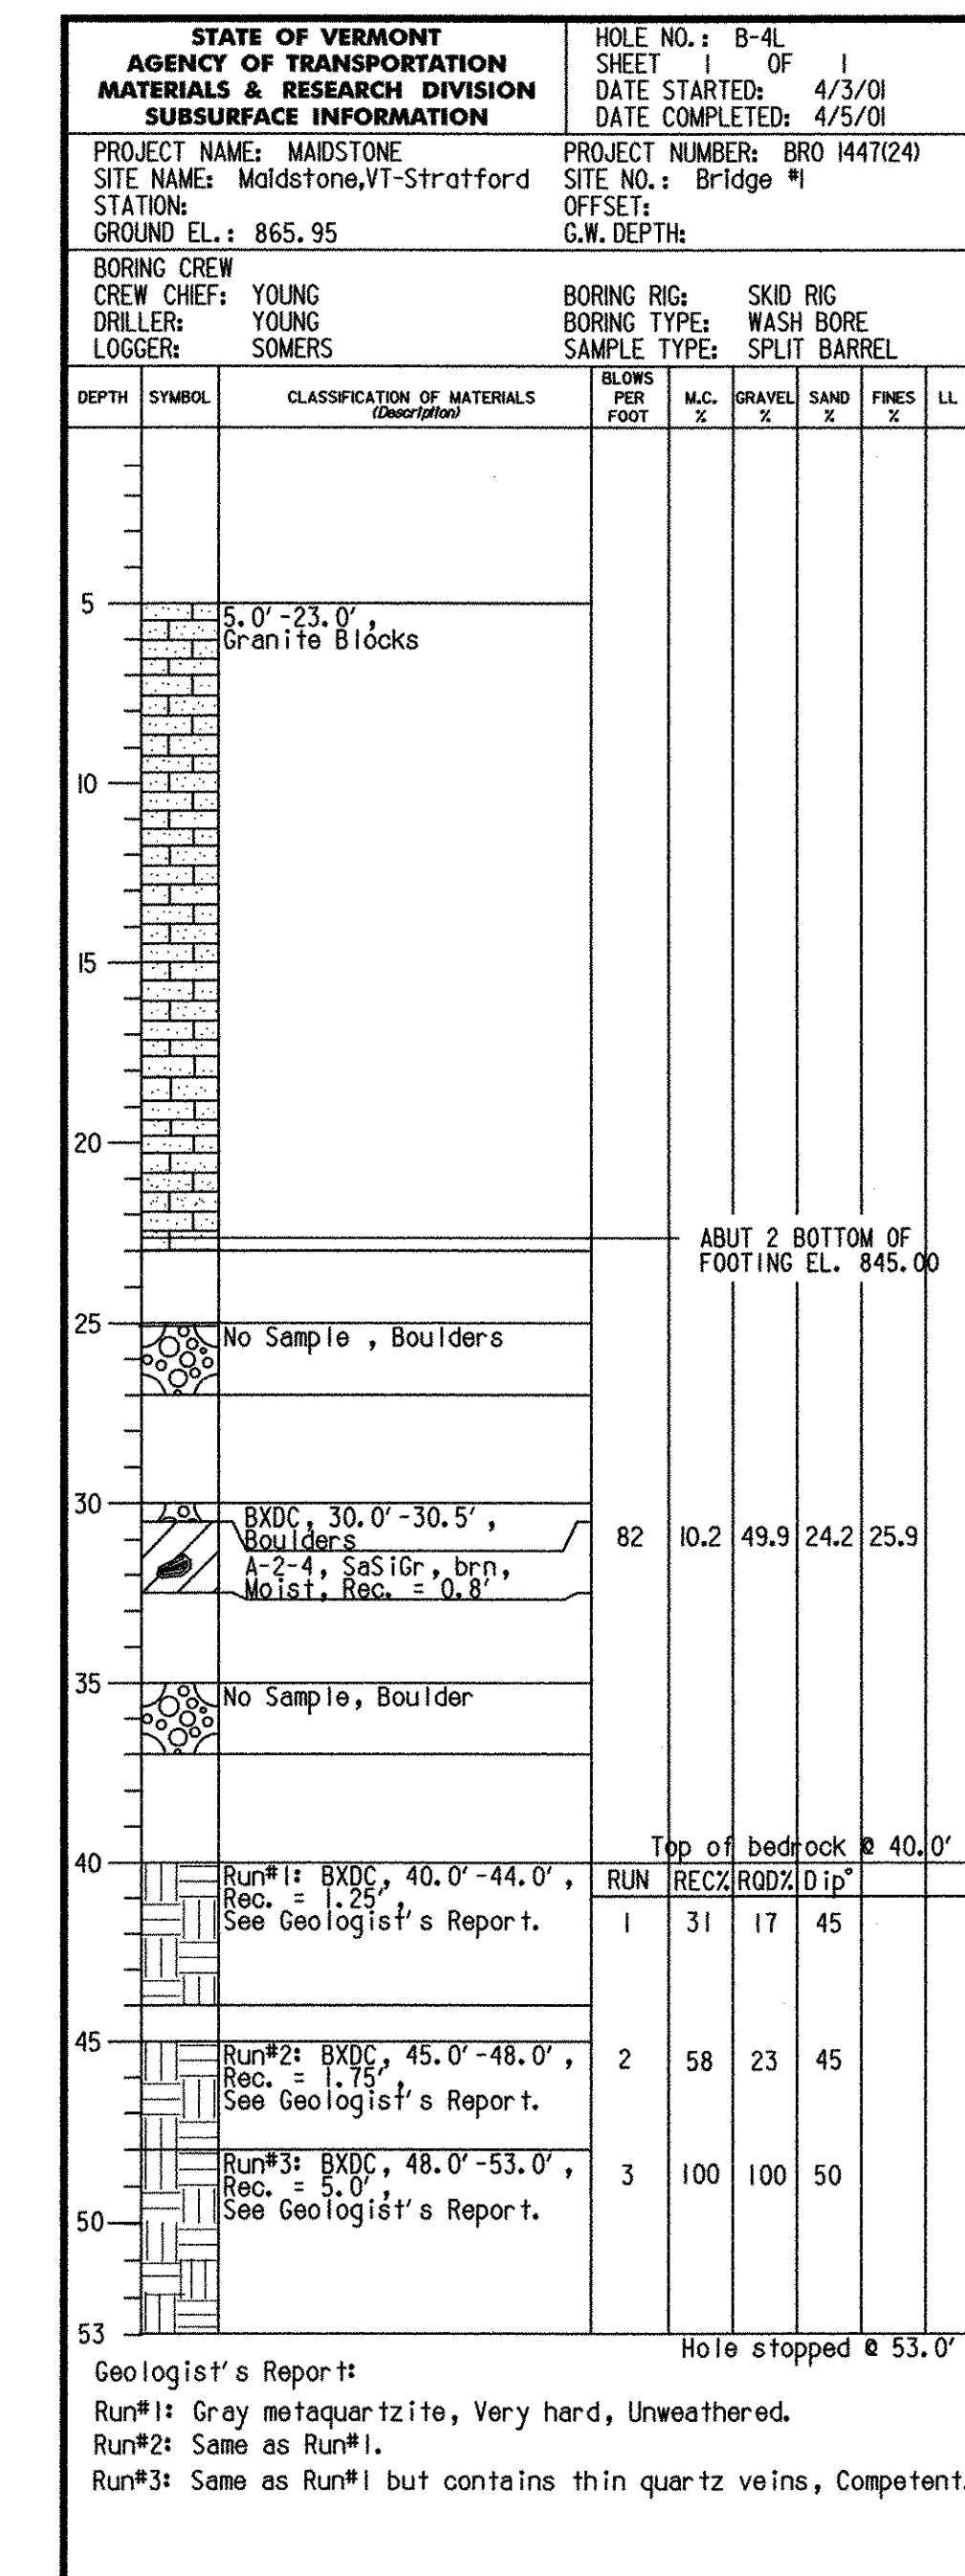 STATE OF VERMONT
AGENCY OF TRANSPORTATION
MATERIALS & RESEARCH DIVISION
SUBSURFACE INFORMATION
HOLE NO.: B-4L
SHEET 1 OF 1
DATE STARTED: 4/3/01
DATE COMPLETED: 4/5/01
PROJECT NAME: MAIDSTONE
SITE NAME: Maidstone,VT-Stratford
STATION:
GROUND EL.: 865.95
PROJECT NUMBER: BRO 1447(24)
SITE NO.: Bridge #1
OFFSET:
G.W. DEPTH:
BORING CREW
CREW CHIEF: YOUNG
DRILLER: YOUNG
LOGGER: SOMERS
BORING RIG: SKID RIG
BORING TYPE: WASH BORE
SAMPLE TYPE: SPLIT BARREL
DEPTH
SYMBOL
CLASSIFICATION OF MATERIALS
(Description)
BLOWS
PER
FOOT
M.C.
%
GRAVEL
%
SAND
%
FINES
%
LL
5
5.0'-23.0',
Granite Blocks
10
15
20
ABUT 2 BOTTOM OF
FOOTING EL. 845.00
25
No Sample , Boulders
30
BXDC, 30.0'-30.5',
Boulders
A-2-4, SaSiGr, brn,
Moist, Rec. = 0.8'
82 10.2 49.9 24.2 25.9
35
No Sample, Boulder
Top of bedrock @ 40.0'
40
Run#1: BXDC, 40.0'-44.0',
Rec. = 1.25',
See Geologist's Report.
RUN REC% RQD% Dip°
1 31 17 45
45
Run#2: BXDC, 45.0'-48.0',
Rec. = 1.75',
See Geologist's Report.
2 58 23 45
Run#3: BXDC, 48.0'-53.0',
Rec. = 5.0',
See Geologist's Report.
3 100 100 50
50
53
Hole stopped @ 53.0'
Geologist's Report:
Run#1: Gray metaquartzite, Very hard, Unweathered.
Run#2: Same as Run#1.
Run#3: Same as Run#1 but contains thin quartz veins, Competent.